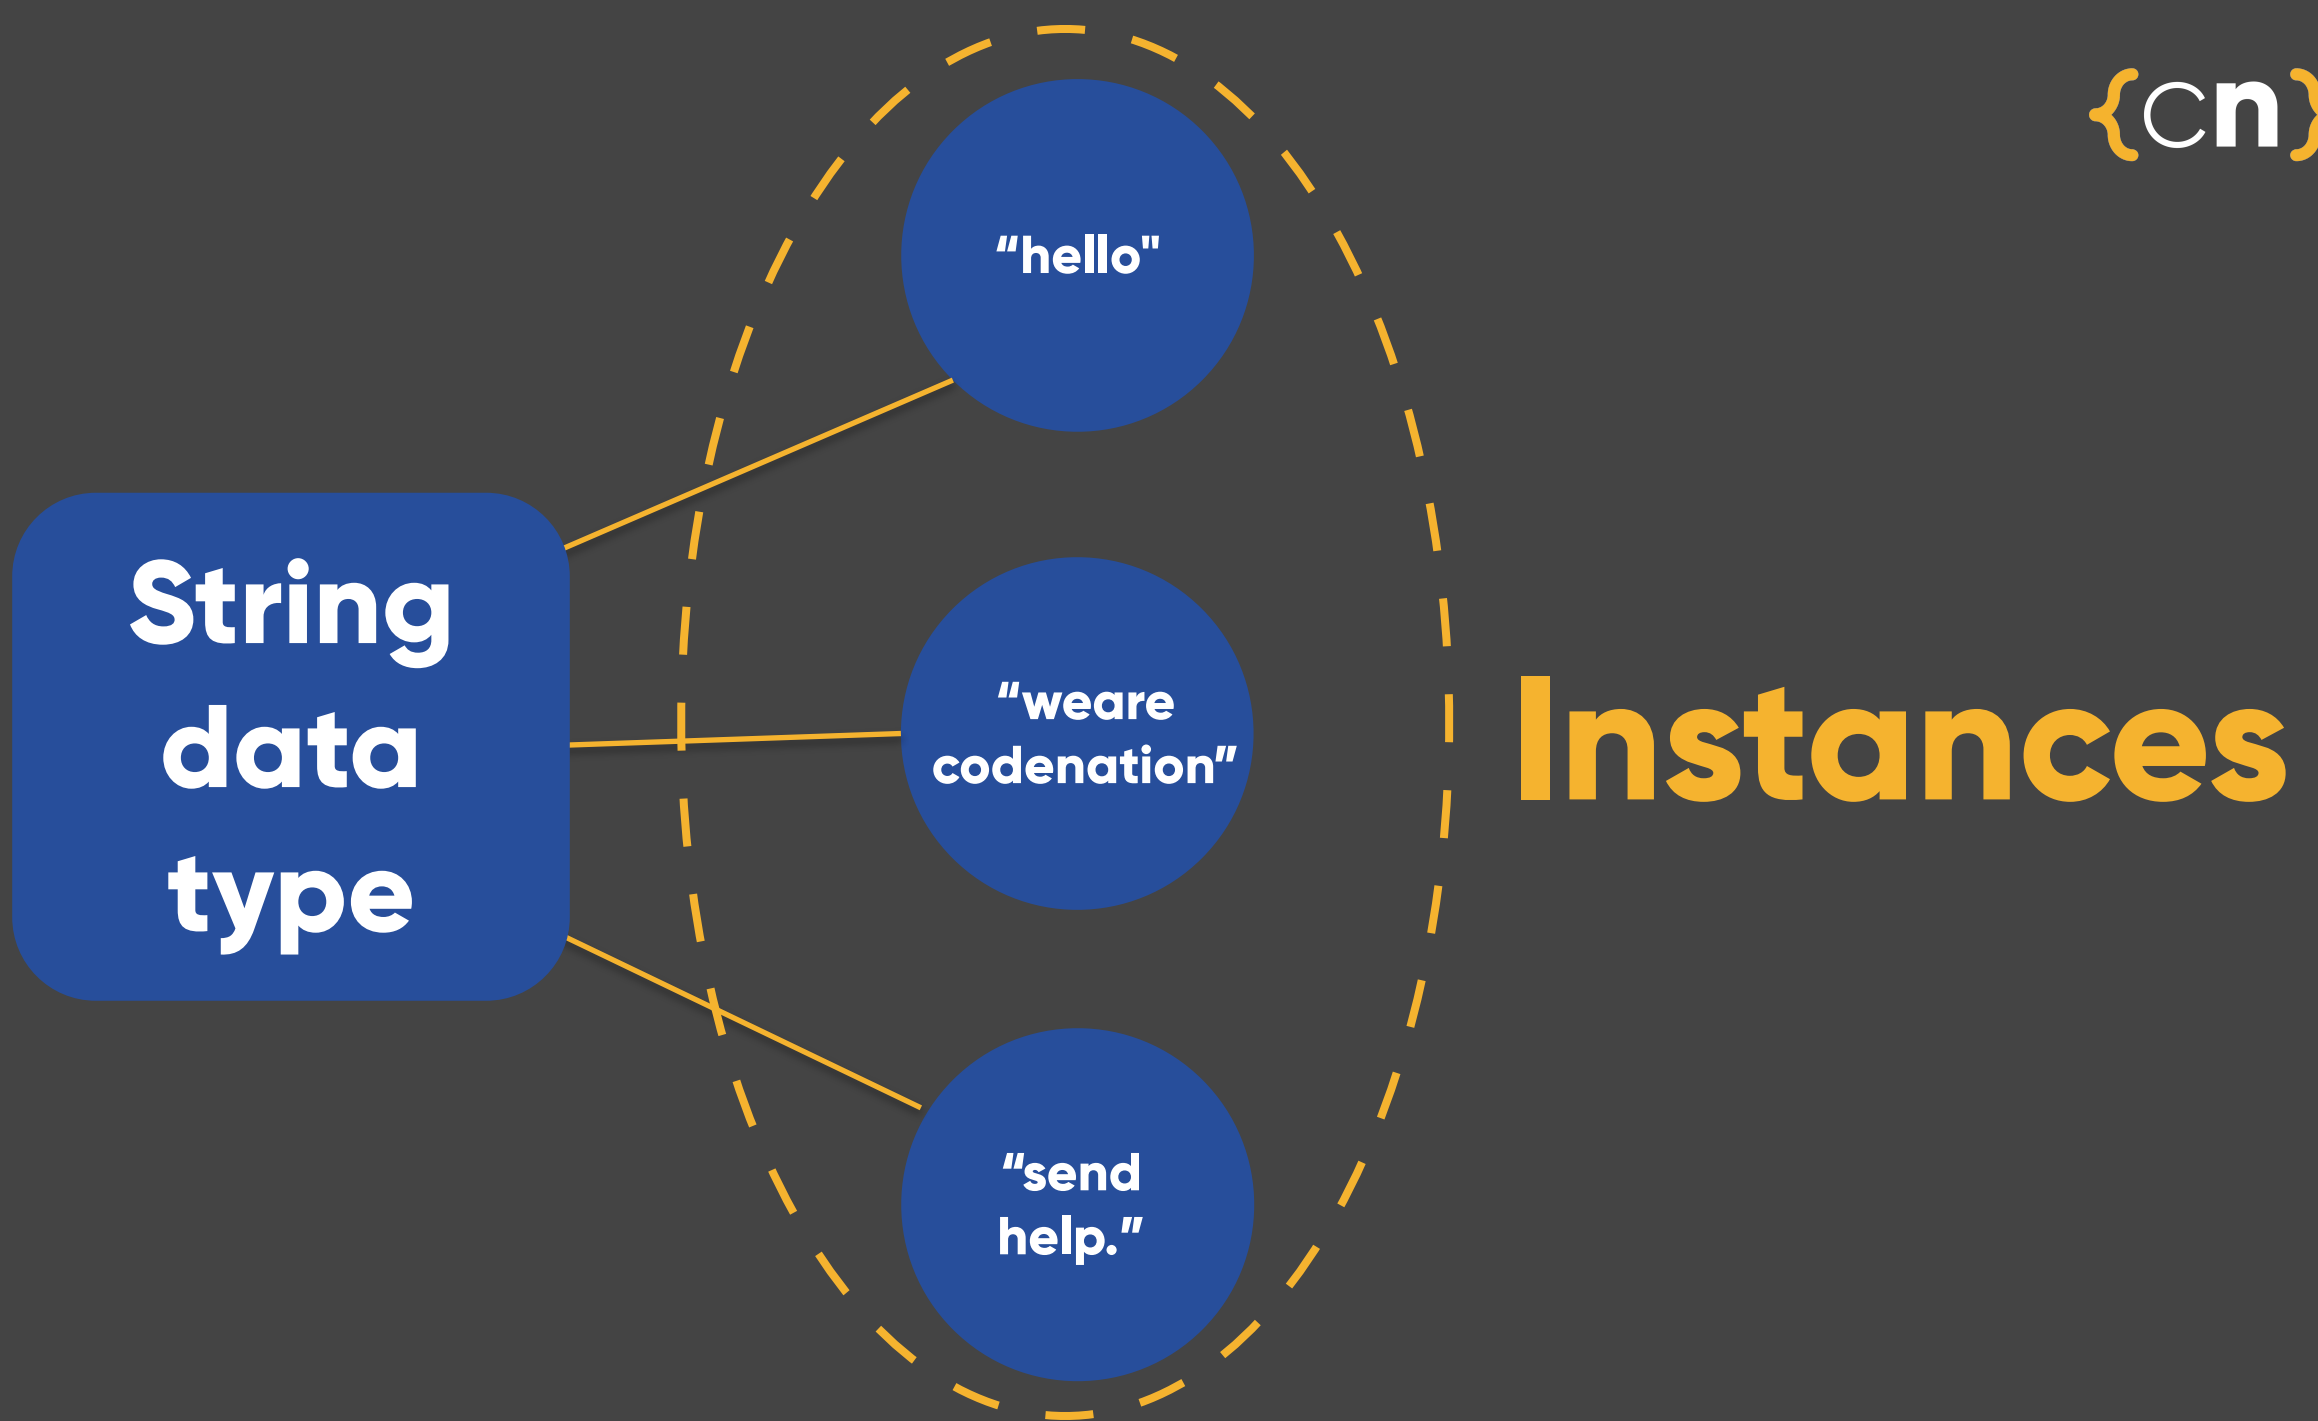 {cn}
“hello"
String
data
type
“weare
codenation”
Instances
“send
help.”